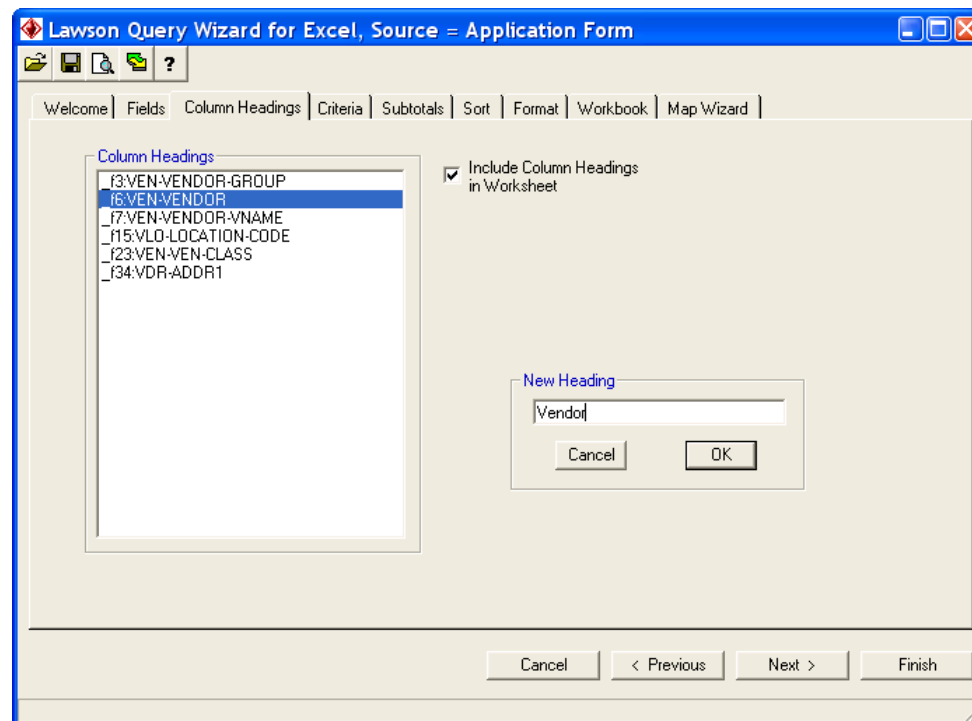 Lawson Query Wizard for Excel, Source = Application Form
?
Welcome Fields Column Headings Criteria Subtotals Sort Format Workbook Map Wizard
Column Headings
_f3:VEN-VENDOR-GROUP
_f6:VEN-VENDOR
_f7:VEN-VENDOR-VNAME
_f15:VLO-LOCATION-CODE
_f23:VEN-VEN-CLASS
_f34:VDR-ADDR1
Include Column Headings
in Worksheet
New Heading
Vendor
Cancel OK
Cancel < Previous Next > Finish